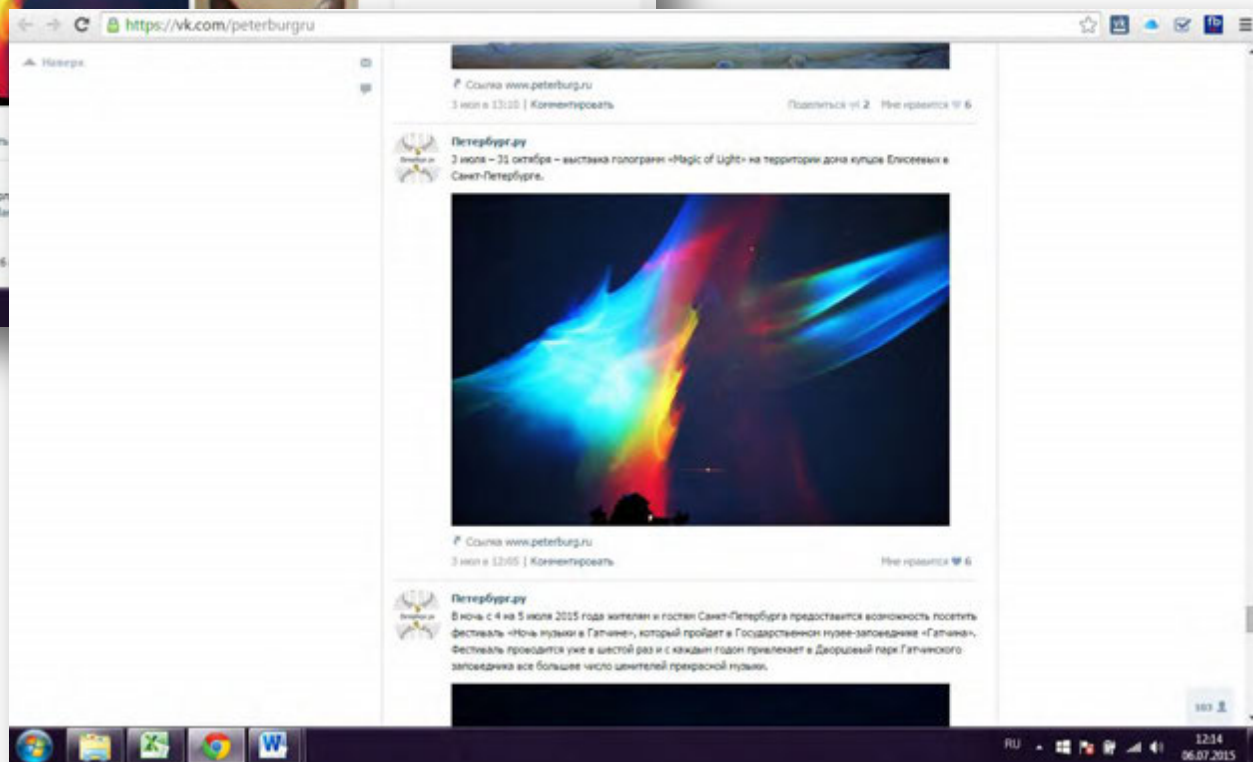 https://vk.com/peterburgru
Наверх
Ссылка www.peterburg.ru
3 июл в 13:10 | Комментировать
Поделиться 2 Мне нравится 6
Петербург.ру
3 июля – 31 октября – выставка голограмм «Magic of Light» на территории дома купцов Елисеевых в
Санкт-Петербурге.
Ссылка www.peterburg.ru
3 июл в 12:05 | Комментировать
Мне нравится 6
Петербург.ру
В ночь с 4 на 5 июля 2015 года жителям и гостям Санкт-Петербурга предоставится возможность посетить
фестиваль «Ночь музыки в Гатчине», который пройдет в Государственном музее-заповеднике «Гатчина».
Фестиваль проводится уже в шестой раз и с каждым годом привлекает в Дворцовый парк Гатчинского
заповедника все большее число ценителей прекрасной музыки.
103
RU
12:14
06.07.2015